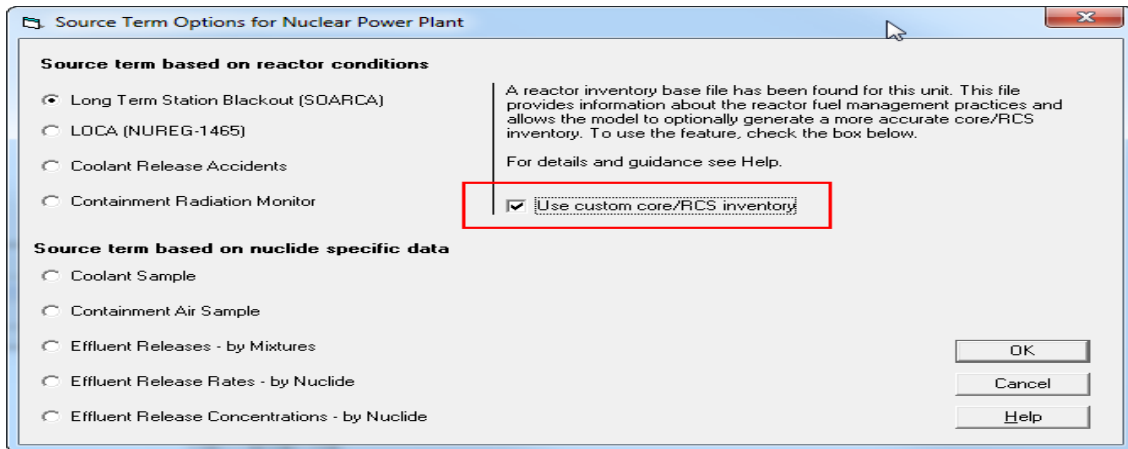 Source Term Options for Nuclear Power Plant
Source term based on reactor conditions
Long Term Station Blackout (SOARCA)
LOCA (NUREG-1465)
Coolant Release Accidents
Containment Radiation Monitor
A reactor inventory base file has been found for this unit. This file
provides information about the reactor fuel management practices and
allows the model to optionally generate a more accurate core/RCS
inventory. To use the feature, check the box below.
For details and guidance see Help.
Use custom core/RCS inventory
Source term based on nuclide specific data
Coolant Sample
Containment Air Sample
Effluent Releases - by Mixtures
Effluent Release Rates - by Nuclide
Effluent Release Concentrations - by Nuclide
OK
Cancel
Help